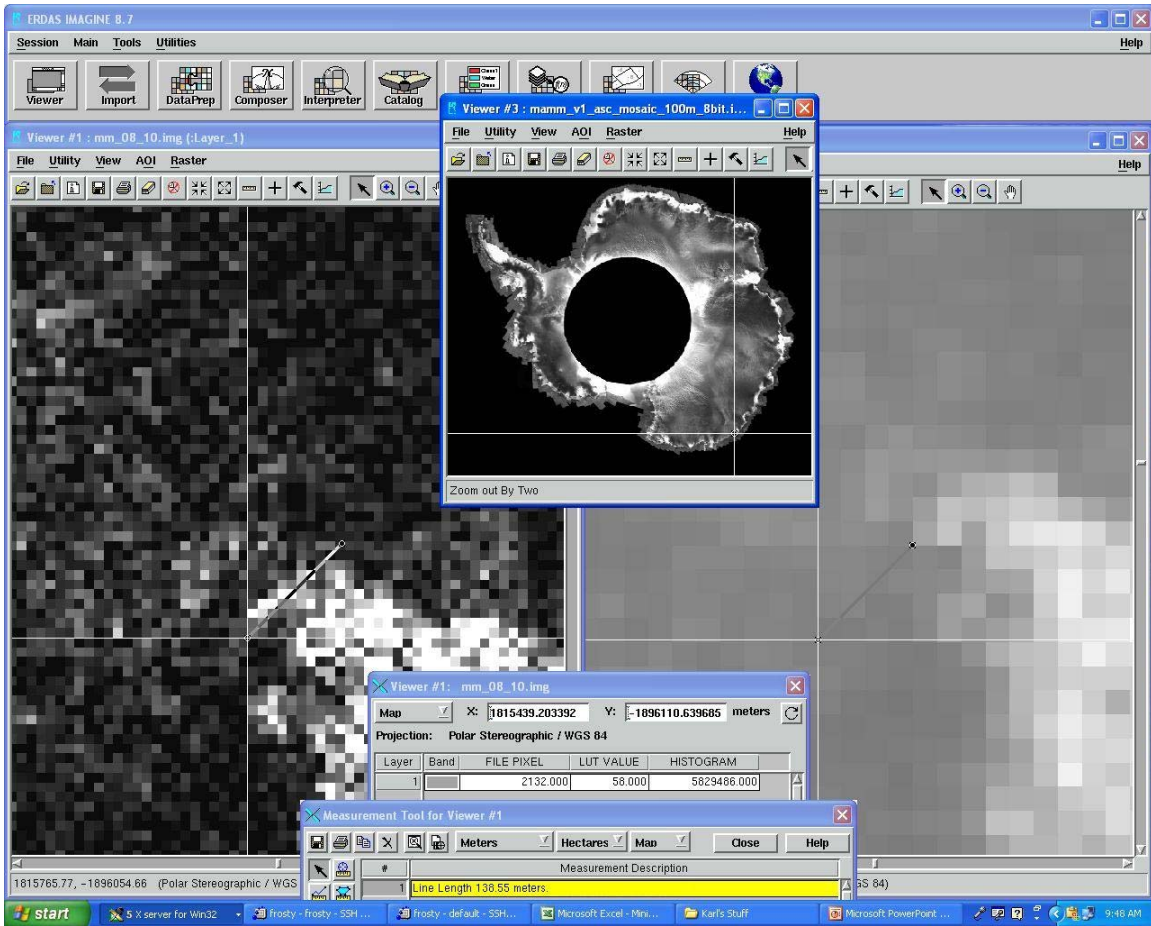 ERDAS IMAGINE 8.7
Session Main Tools Utilities Help
Viewer Import DataPrep Composer Interpreter Catalog
Viewer #3 : mamm_v1_asc_mosaic_100m_8bit.i...
File Utility View AOI Raster Help
Zoom out By Two
Viewer #1 : mm_08_10.img (:Layer_1)
File Utility View AOI Raster
Help
Viewer #1: mm_08_10.img
Map X: 1815439.203392 Y: -1896110.639685 meters
Projection: Polar Stereographic / WGS 84
Layer Band FILE PIXEL LUT VALUE HISTOGRAM
1 2132.000 58.000 5829486.000
Measurement Tool for Viewer #1
Meters Hectares Map Close Help
# Measurement Description
1 Line Length 138.55 meters.
1815765.77, -1896054.66 (Polar Stereographic / WGS
GS 84)
start 5 X server for Win32 frosty - frosty - SSH ... frosty - default - SSH... Microsoft Excel - Mini... Karl's Stuff Microsoft PowerPoint ... 9:48 AM